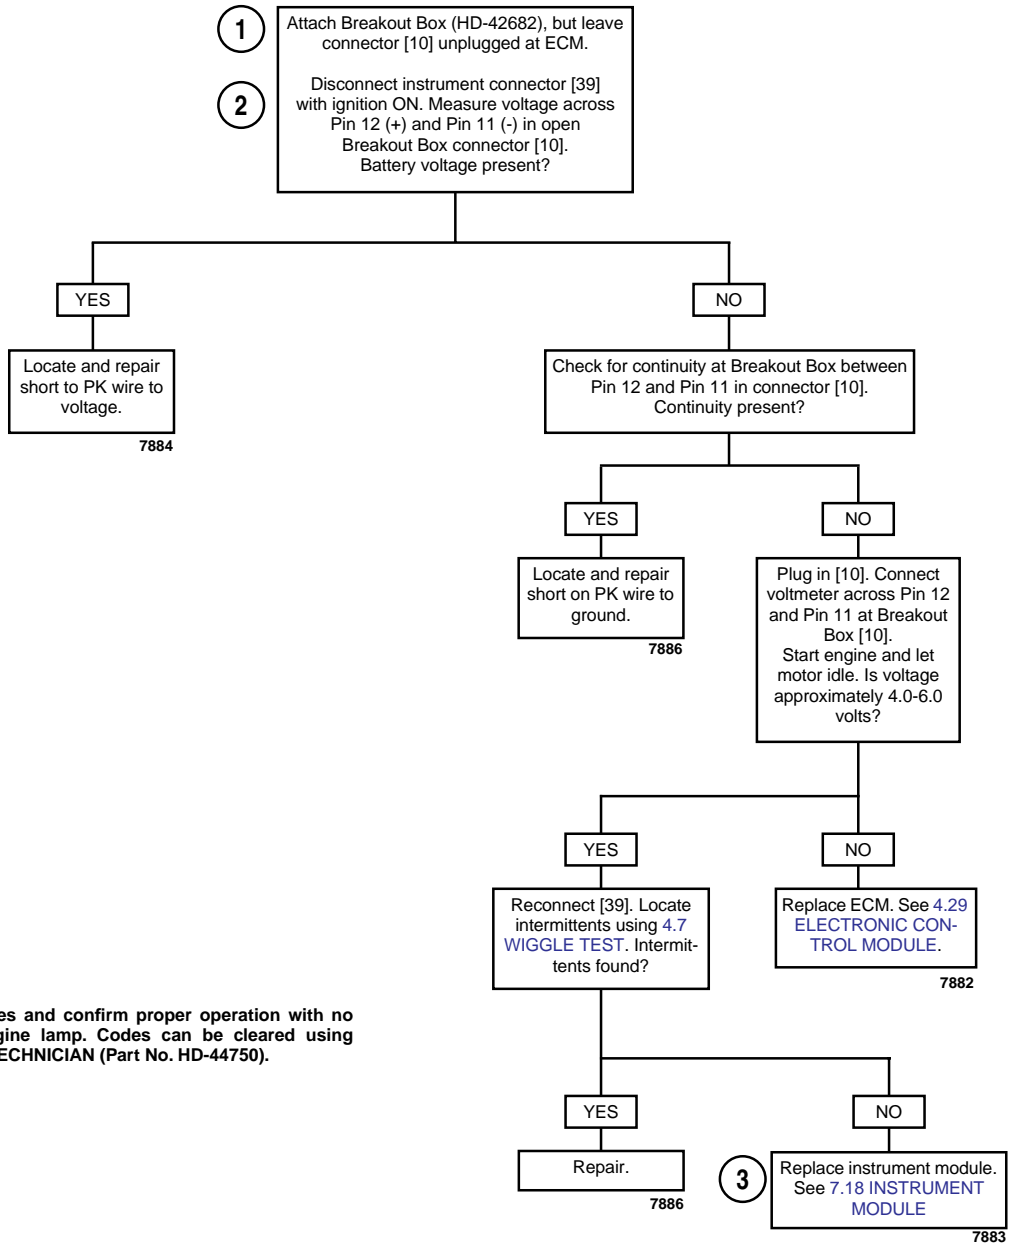 1
Attach Breakout Box (HD-42682), but leave
connector [10] unplugged at ECM.
2
Disconnect instrument connector [39]
with ignition ON. Measure voltage across
Pin 12 (+) and Pin 11 (-) in open
Breakout Box connector [10].
Battery voltage present?
YES
NO
Locate and repair
short to PK wire to
voltage.
7884
Check for continuity at Breakout Box between
Pin 12 and Pin 11 in connector [10].
Continuity present?
YES
NO
Locate and repair
short on PK wire to
ground.
7886
Plug in [10]. Connect
voltmeter across Pin 12
and Pin 11 at Breakout
Box [10].
Start engine and let
motor idle. Is voltage
approximately 4.0-6.0
volts?
YES
NO
Reconnect [39]. Locate
intermittents using 4.7
WIGGLE TEST. Intermit-
tents found?
Replace ECM. See 4.29
ELECTRONIC CON-
TROL MODULE.
7882
es and confirm proper operation with no
gine lamp. Codes can be cleared using
ECHNICIAN (Part No. HD-44750).
YES
NO
Repair.
7886
3
Replace instrument module.
See 7.18 INSTRUMENT
MODULE
7883